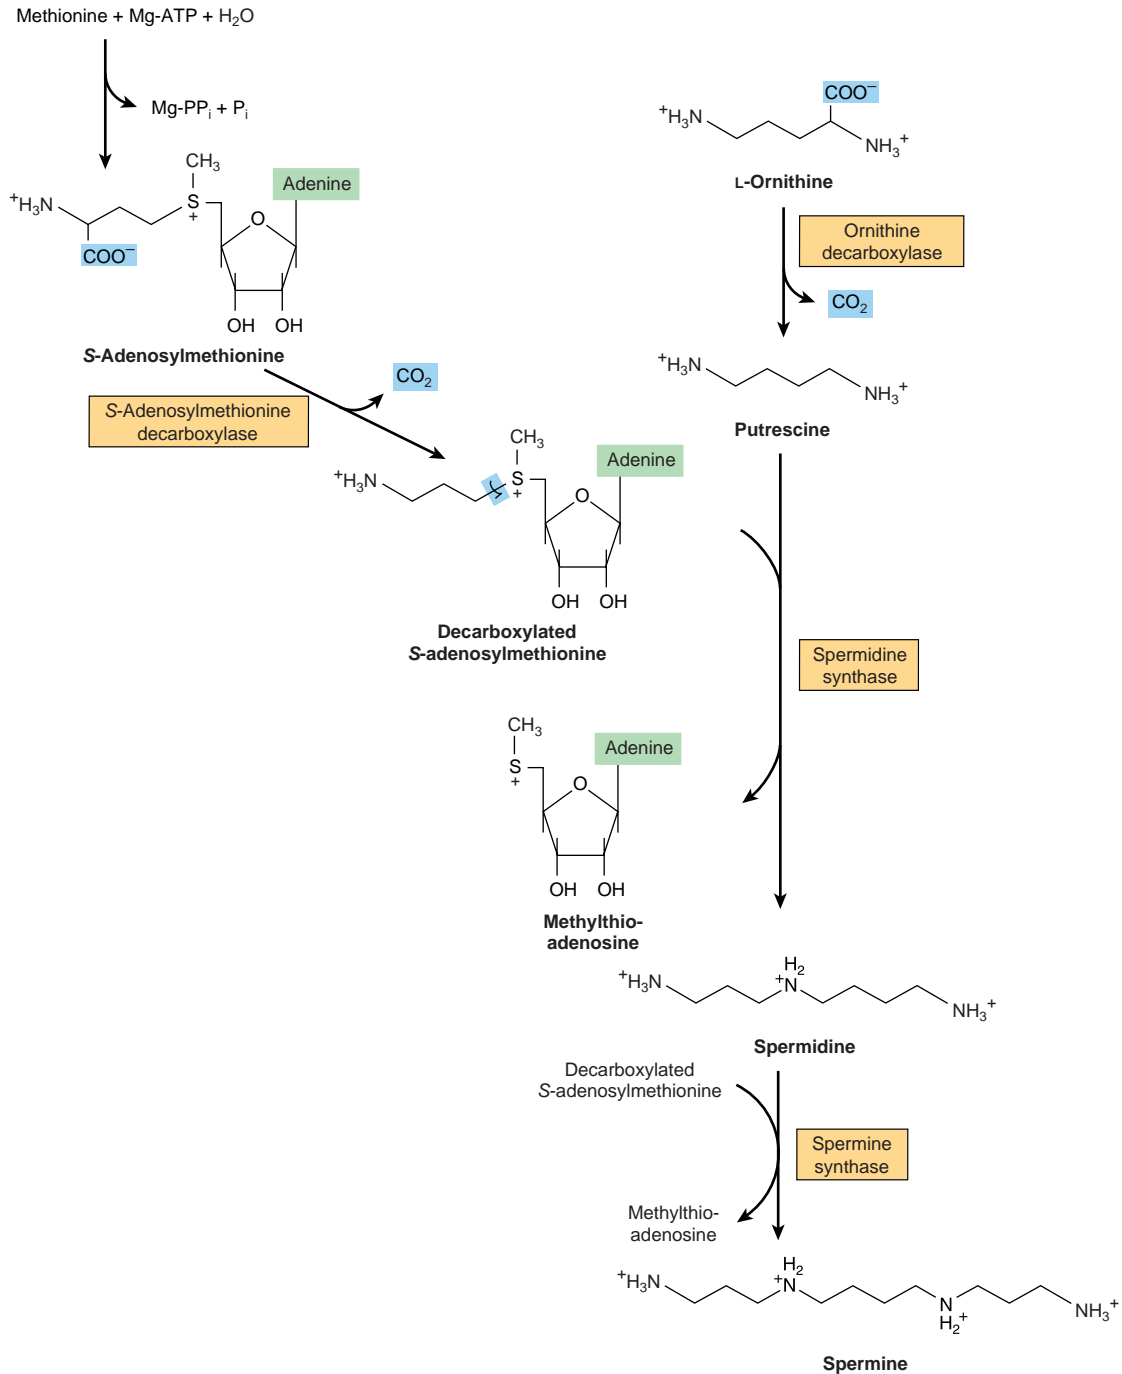 Methionine + Mg-ATP + H₂O
Mg-PPᵢ + Pᵢ
CH₃
⁺H₃N
S
+
O
Adenine
COO⁻
OH OH
S-Adenosylmethionine
S-Adenosylmethionine
decarboxylase
CO₂
COO⁻
⁺H₃N
NH₃⁺
L-Ornithine
Ornithine
decarboxylase
CO₂
⁺H₃N
NH₃⁺
Putrescine
CH₃
⁺H₃N
S
+
O
Adenine
OH OH
Decarboxylated
S-adenosylmethionine
Spermidine
synthase
CH₃
S
+
O
Adenine
OH OH
Methylthio-
adenosine
H₂
⁺H₃N
⁺N
NH₃⁺
Spermidine
Decarboxylated
S-adenosylmethionine
Spermine
synthase
Methylthio-
adenosine
H₂
⁺H₃N
⁺N
N
H₂⁺
NH₃⁺
Spermine